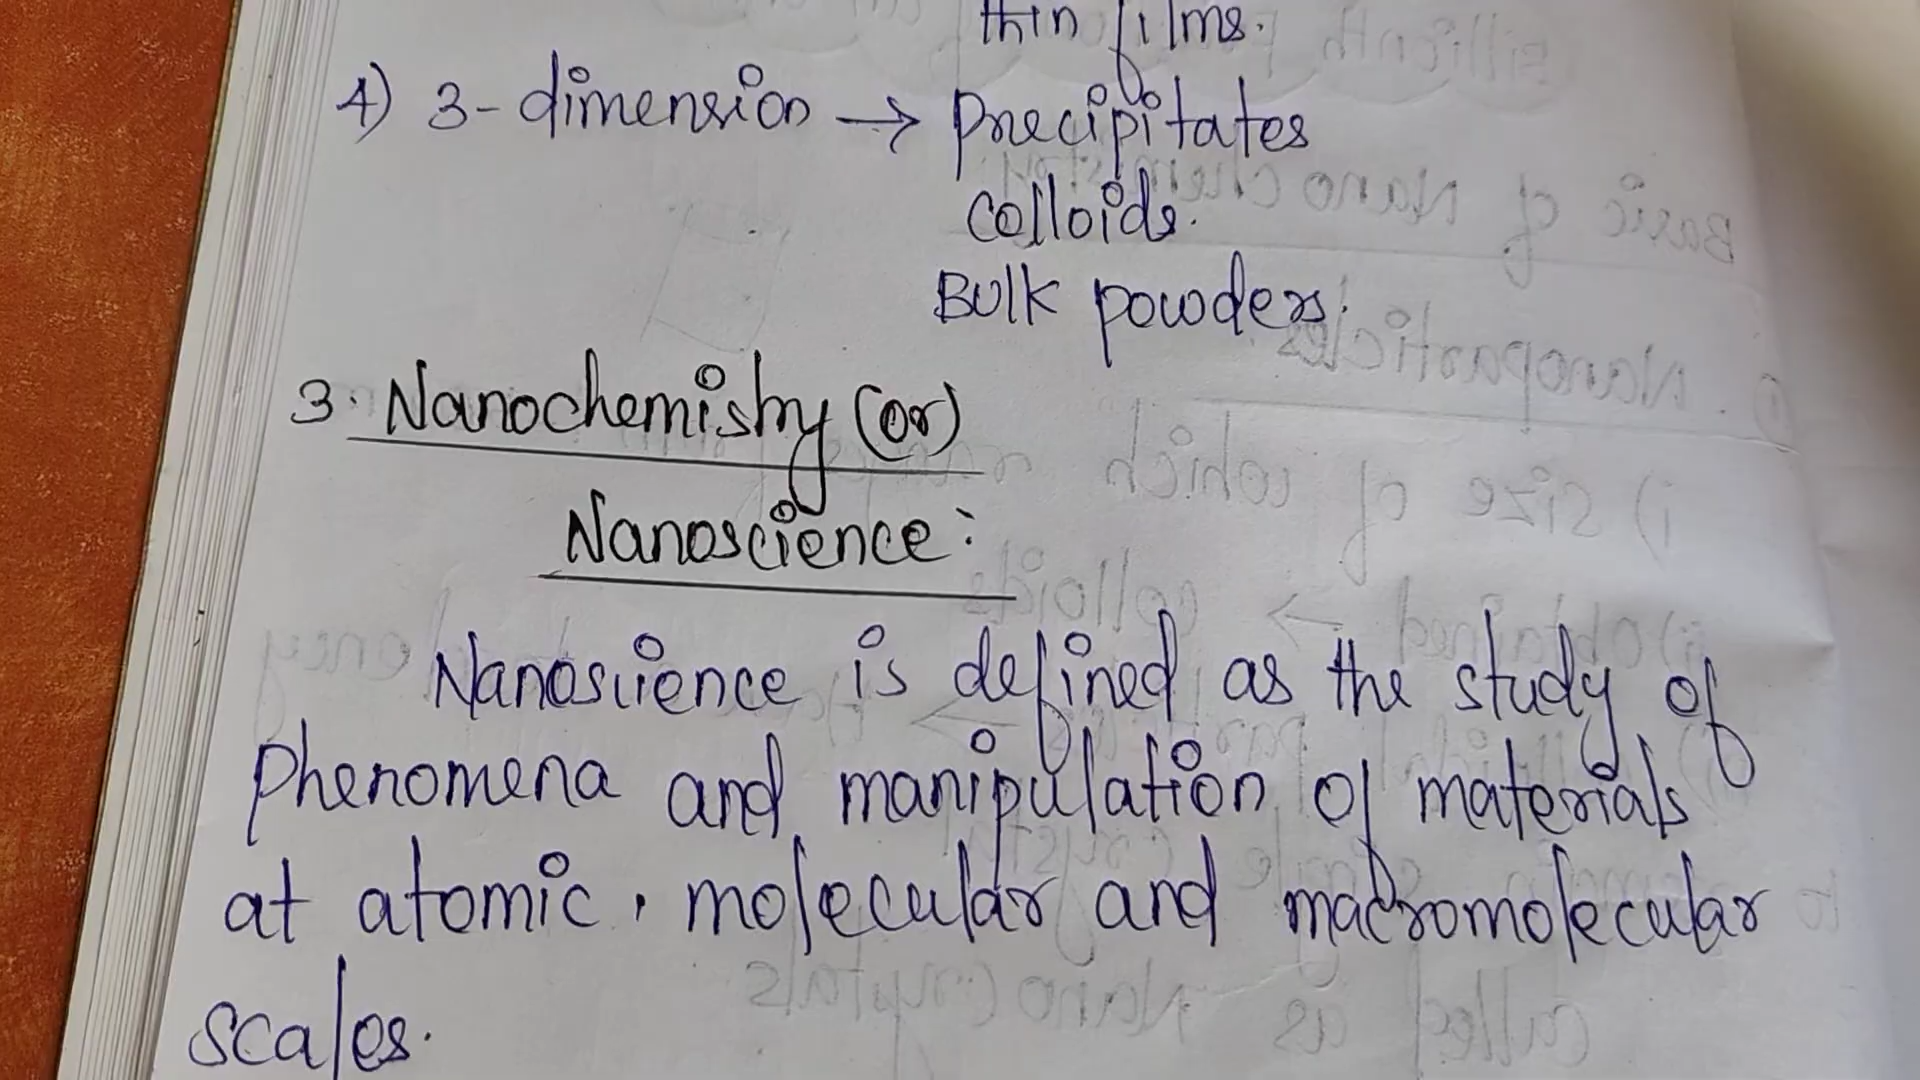 thin films.
4) 3-dimension → precipitates
colloids.
Bulk powders.
3. Nanochemistry (or)
Nanoscience:
Nanoscience is defined as the study of
phenomena and manipulation of materials
at atomic, molecular and macromolecular
scales.